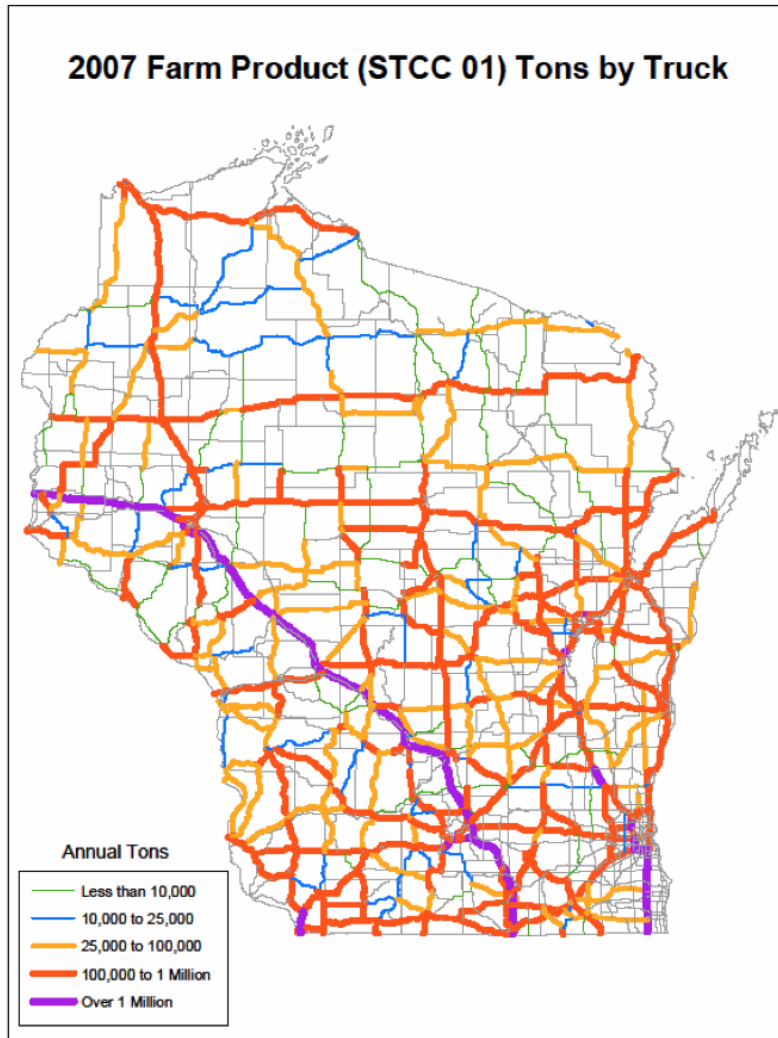 2007 Farm Product (STCC 01) Tons by Truck
Annual Tons
Less than 10,000
10,000 to 25,000
25,000 to 100,000
100,000 to 1 Million
Over 1 Million